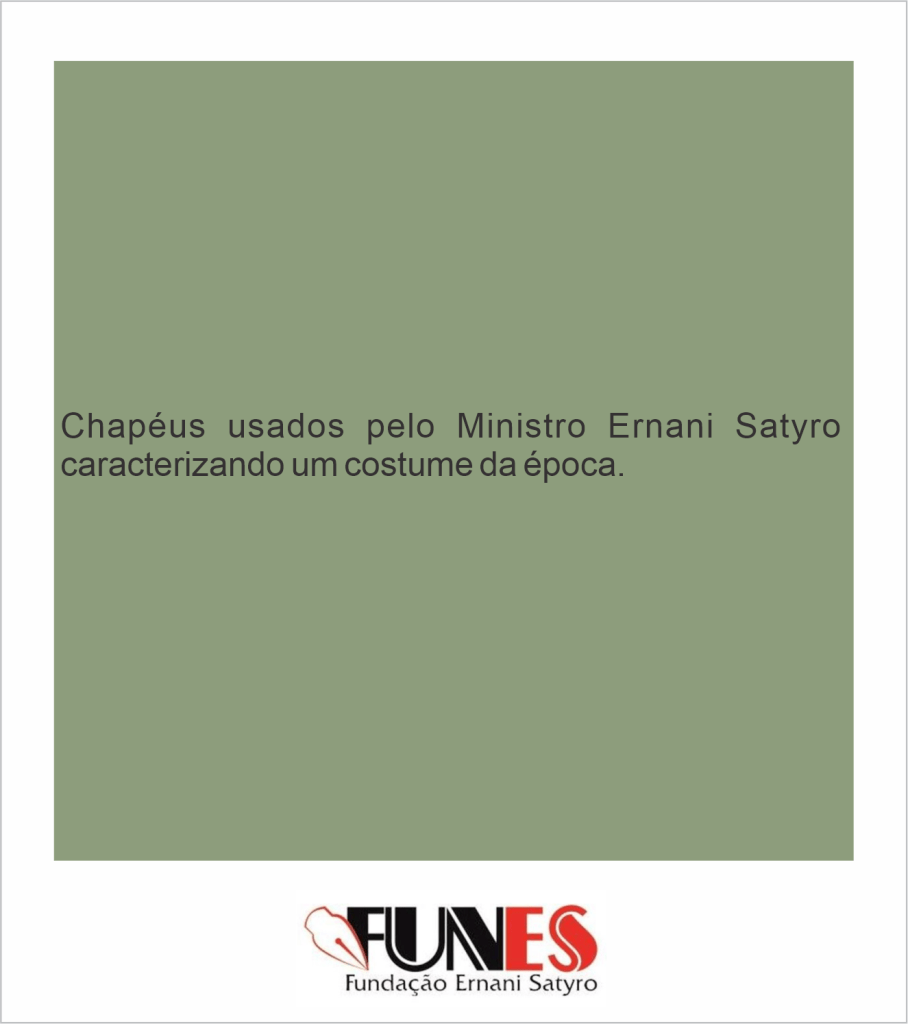 Chapéus usados pelo Ministro Ernani Satyro
caracterizando um costume da época.
FUNES
Fundação Ernani Satyro